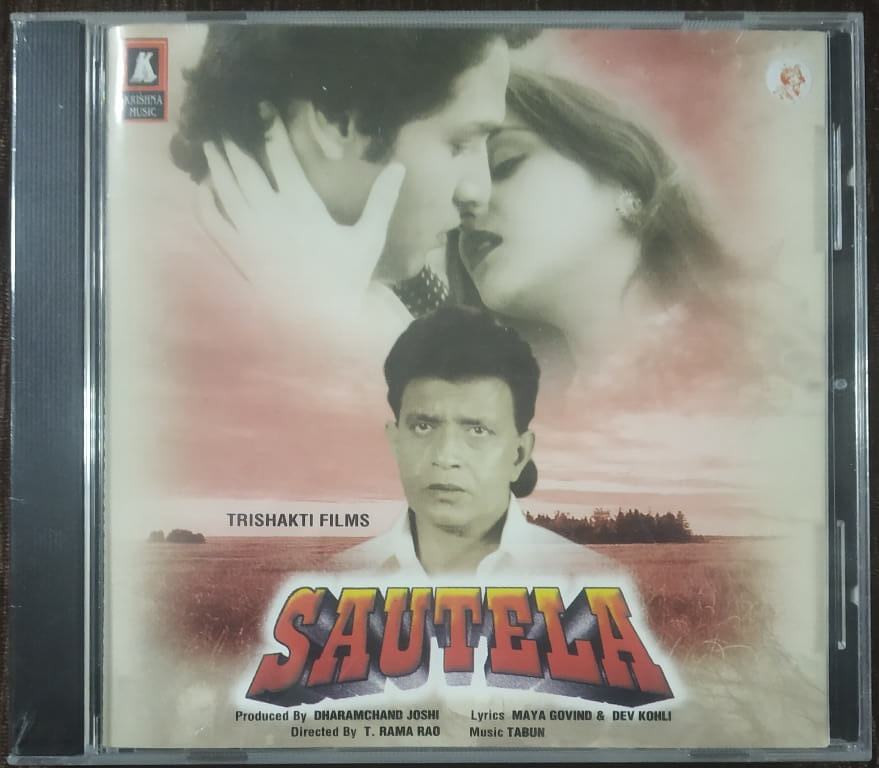 KRISHNA
MUSIC
TRISHAKTI FILMS
SAUTELA
Produced By DHARAMCHAND JOSHI Lyrics MAYA GOVIND & DEV KOHLI
Directed By T. RAMA RAO Music TABUN